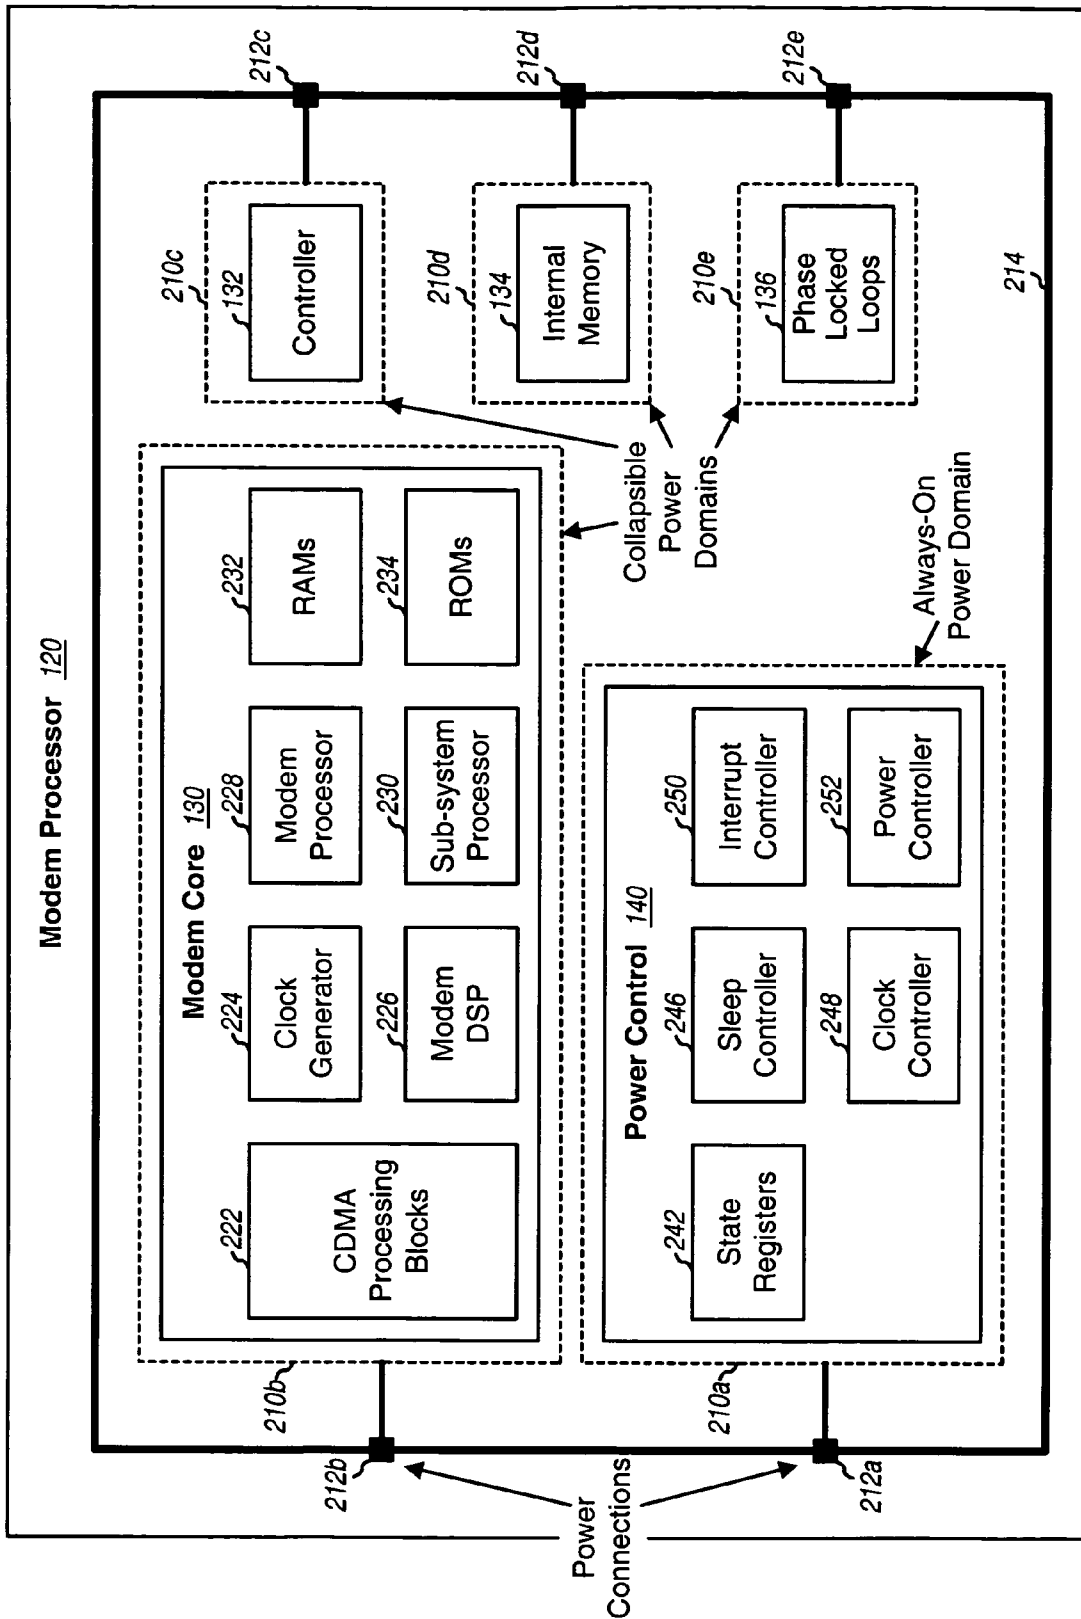 Modem Processor 120
210b
Modem Core 130
222
CDMA
Processing
Blocks
224
Clock
Generator
226
Modem
DSP
228
Modem
Processor
230
Sub-system
Processor
232
RAMs
234
ROMs
210c
132
Controller
212c
212b
Power
Connections
Collapsible
Power
Domains
210d
134
Internal
Memory
212d
210a
212a
Power Control 140
242
State
Registers
246
Sleep
Controller
248
Clock
Controller
250
Interrupt
Controller
252
Power
Controller
Always-On
Power Domain
210e
136
Phase
Locked
Loops
212e
214